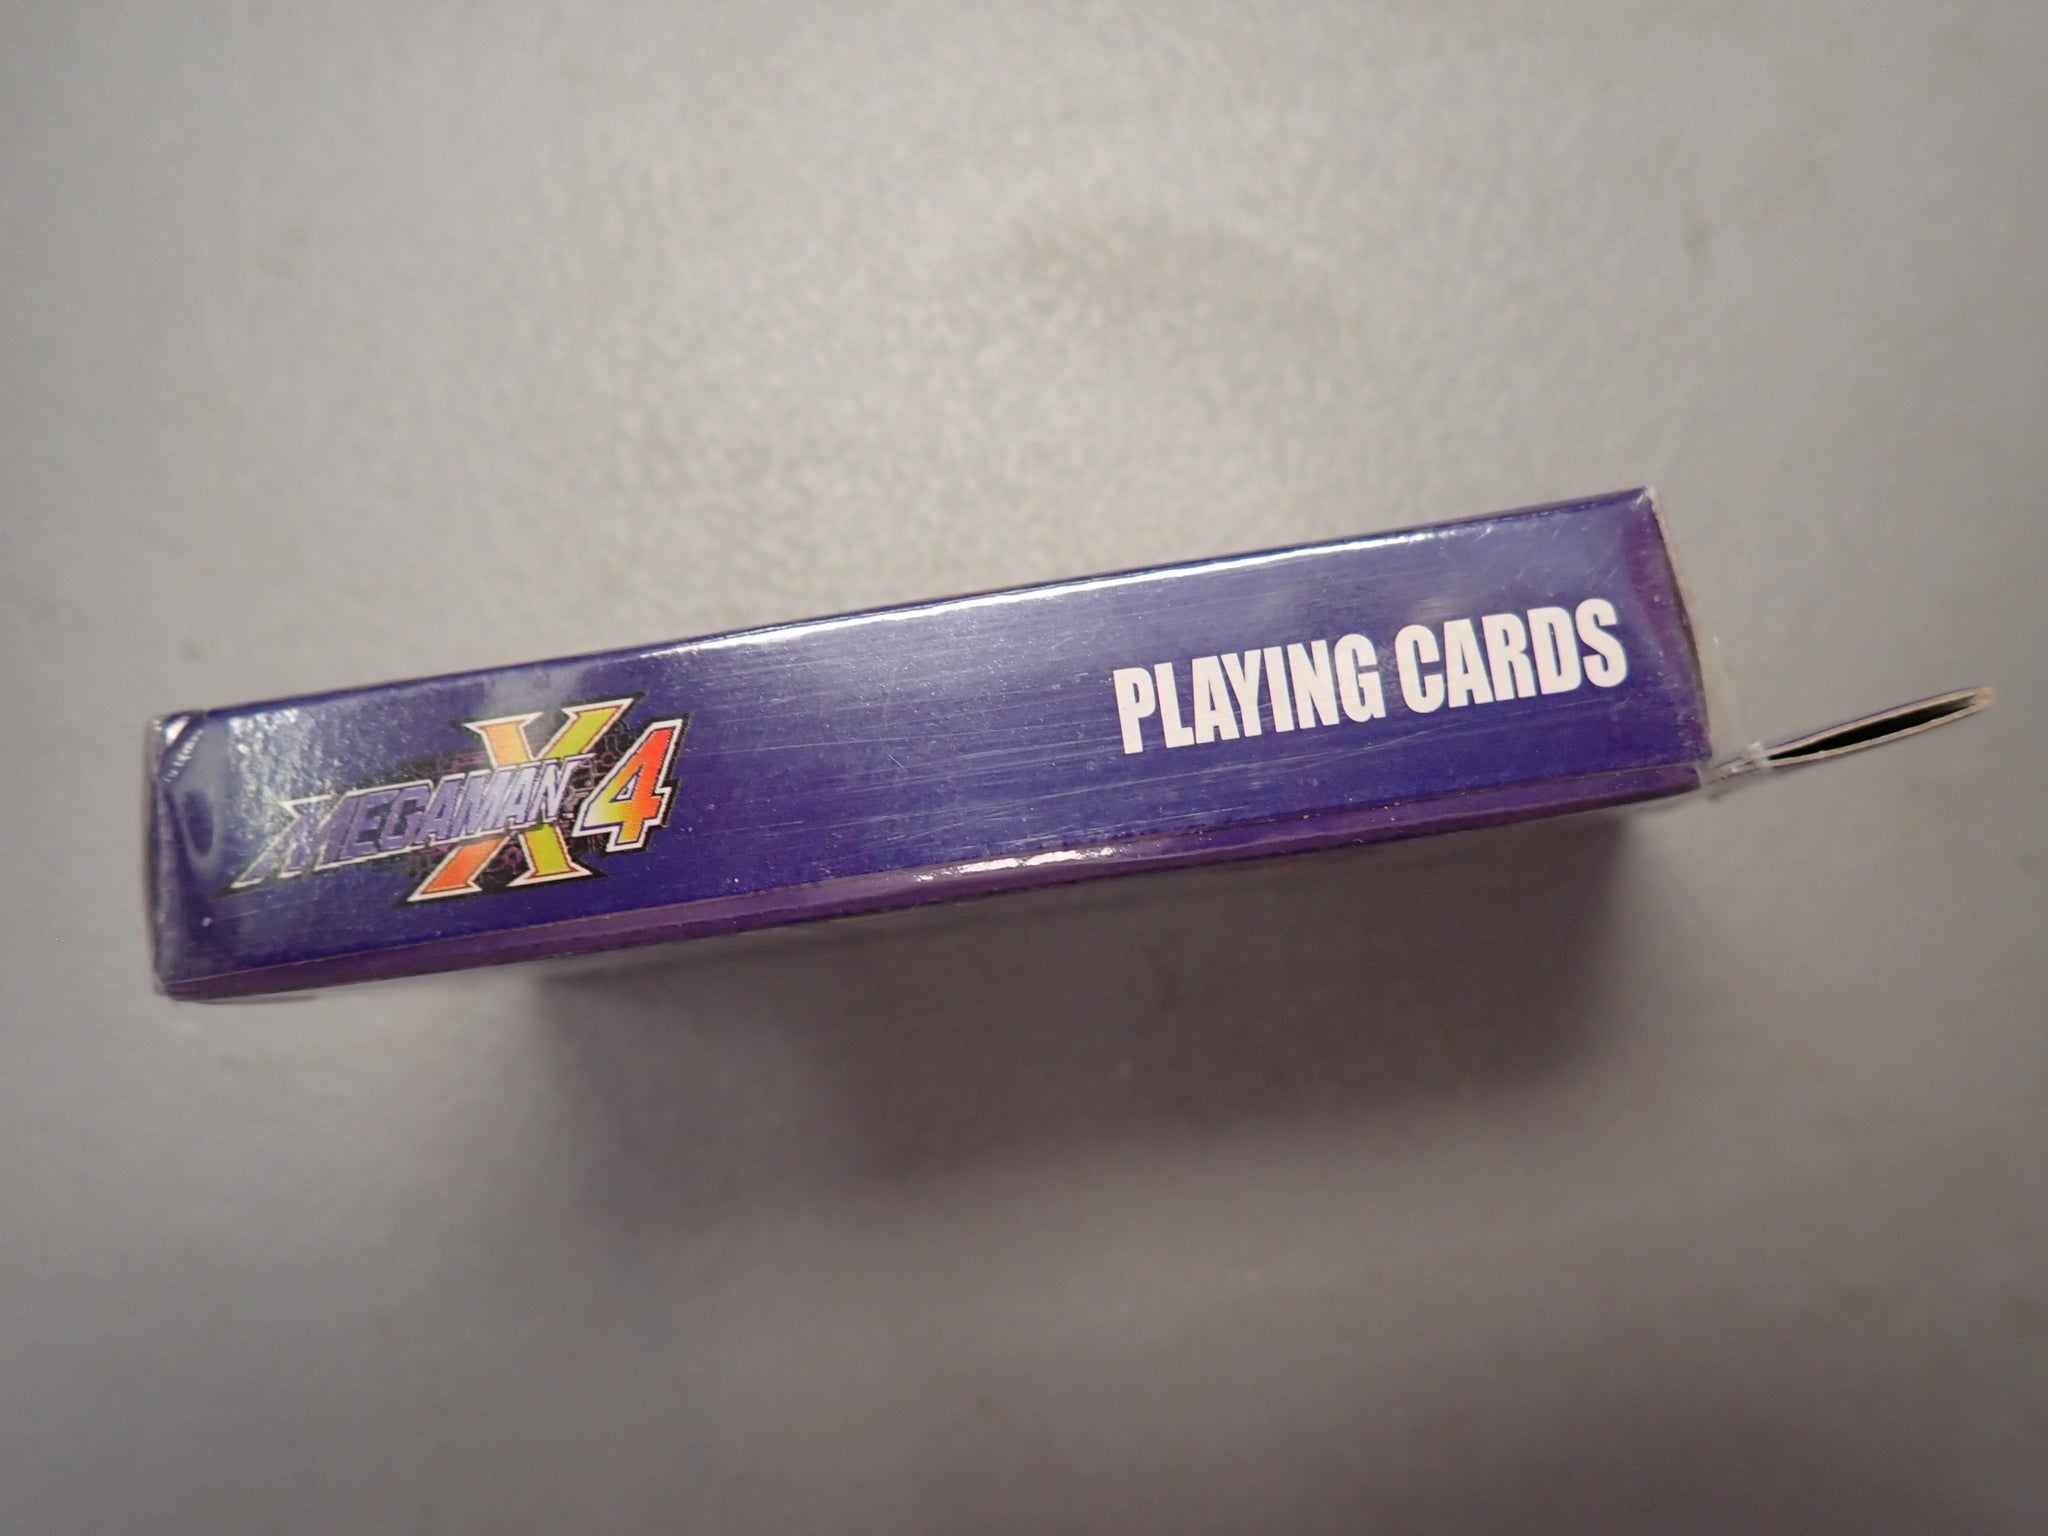 MEGAMAN X4
PLAYING CARDS